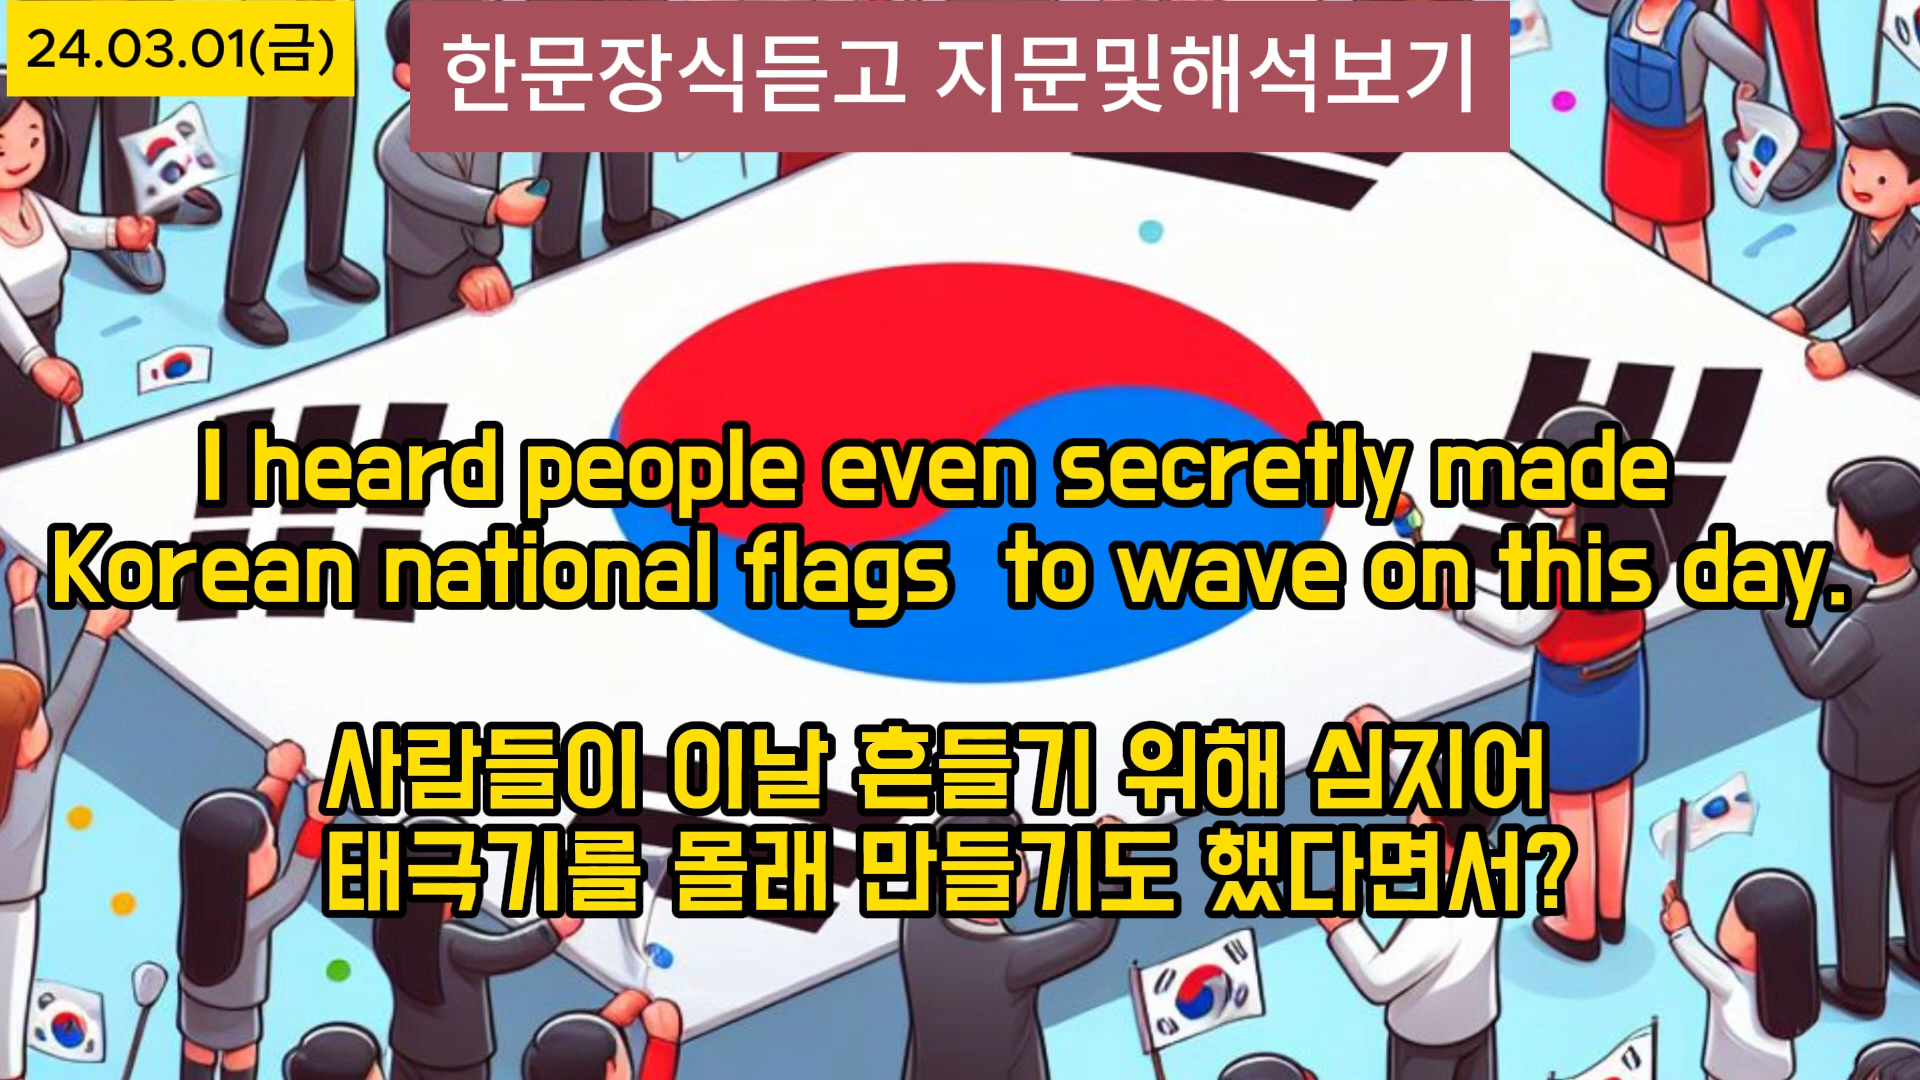 24.03.01(금)
한문장식듣고 지문및해석보기
I heard people even secretly made
Korean national flags  to wave on this day.
사람들이 이날 흔들기 위해 심지어
태극기를 몰래 만들기도 했다면서?